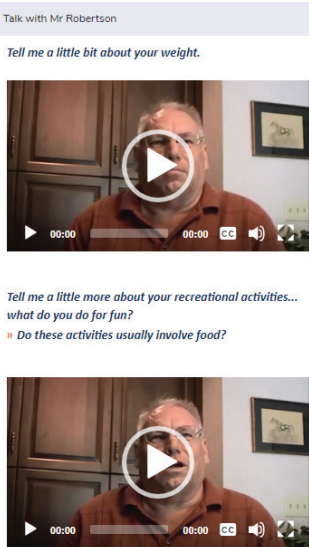 Talk with Mr Robertson
Tell me a little bit about your weight.
00:00
00:00
CC
Tell me a little more about your recreational activities...
what do you do for fun?
» Do these activities usually involve food?
00:00
00:00
CC